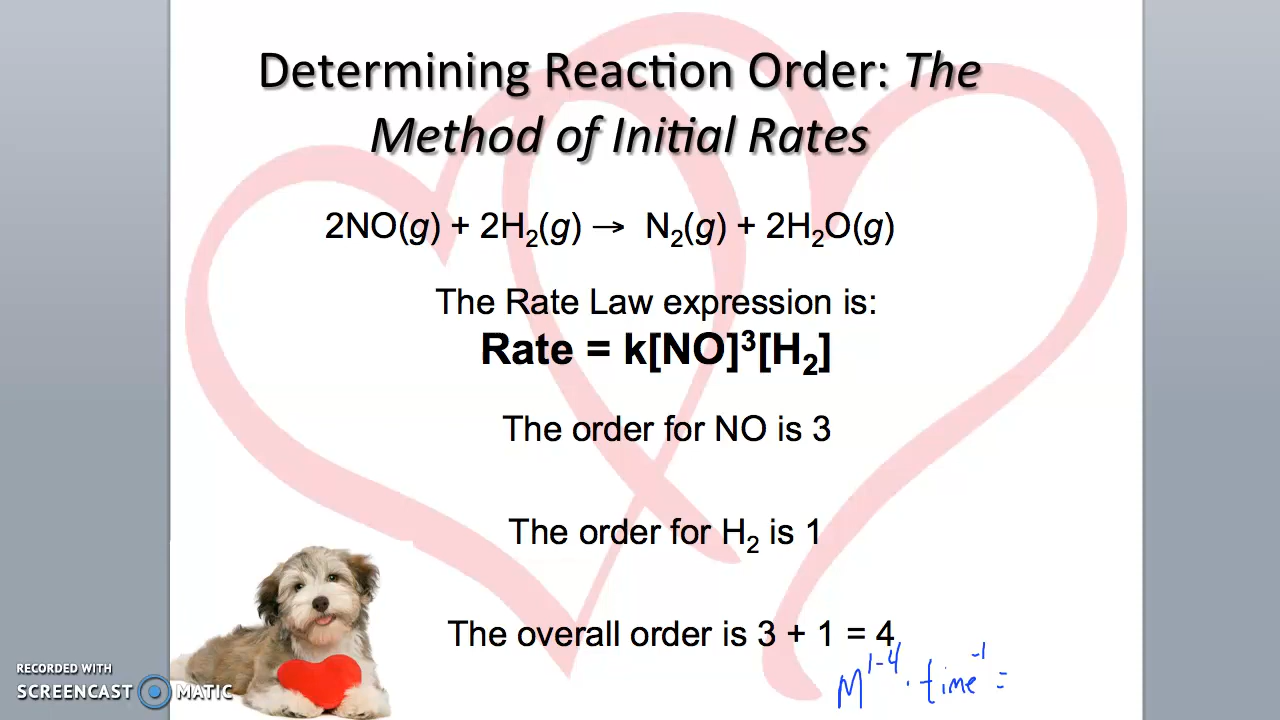 Determining Reaction Order: The
Method of Initial Rates
2NO(g) + 2H₂(g) → N₂(g) + 2H₂O(g)
The Rate Law expression is:
Rate = k[NO]³[H₂]
The order for NO is 3
The order for H₂ is 1
The overall order is 3 + 1 = 4
M¹⁻⁴ · time⁻¹ =
RECORDED WITH
SCREENCAST MATIC